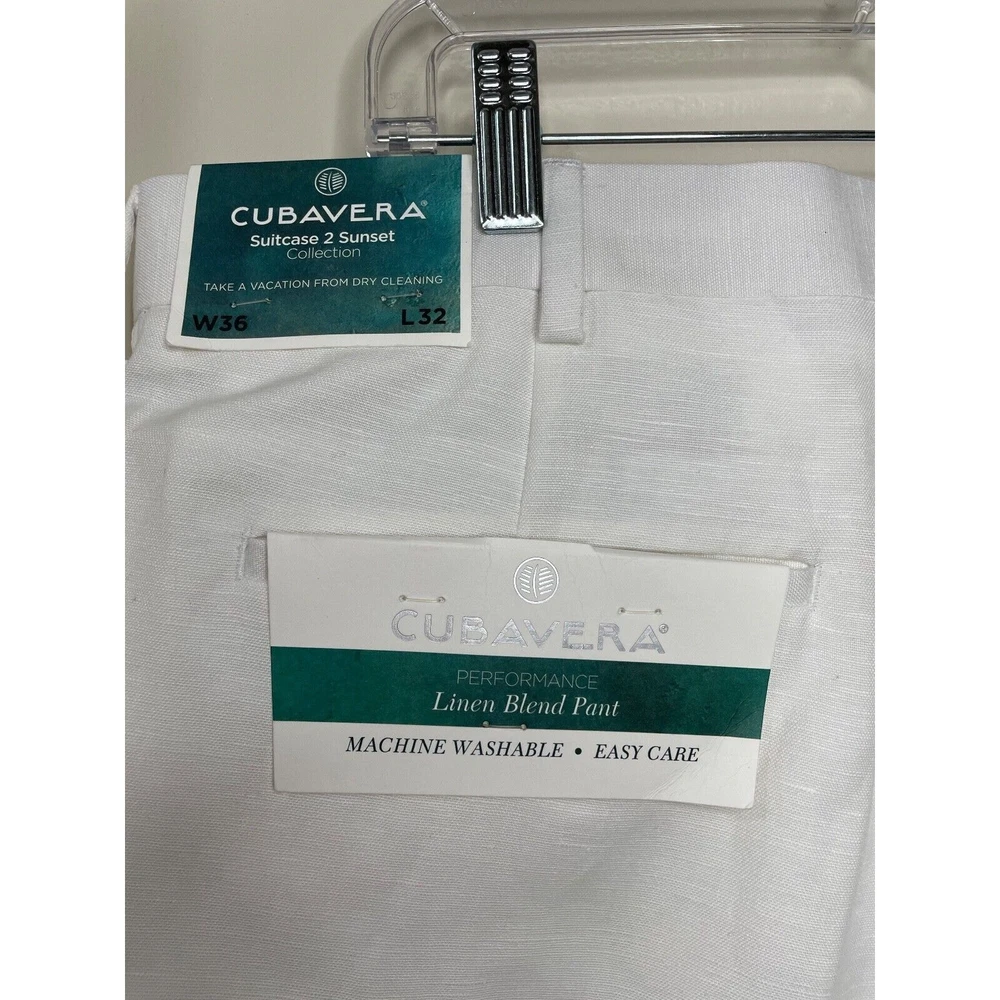 CUBAVERA®
Suitcase 2 Sunset
Collection
TAKE A VACATION FROM DRY CLEANING
W36 L32
CUBAVERA®
PERFORMANCE
Linen Blend Pant
MACHINE WASHABLE • EASY CARE